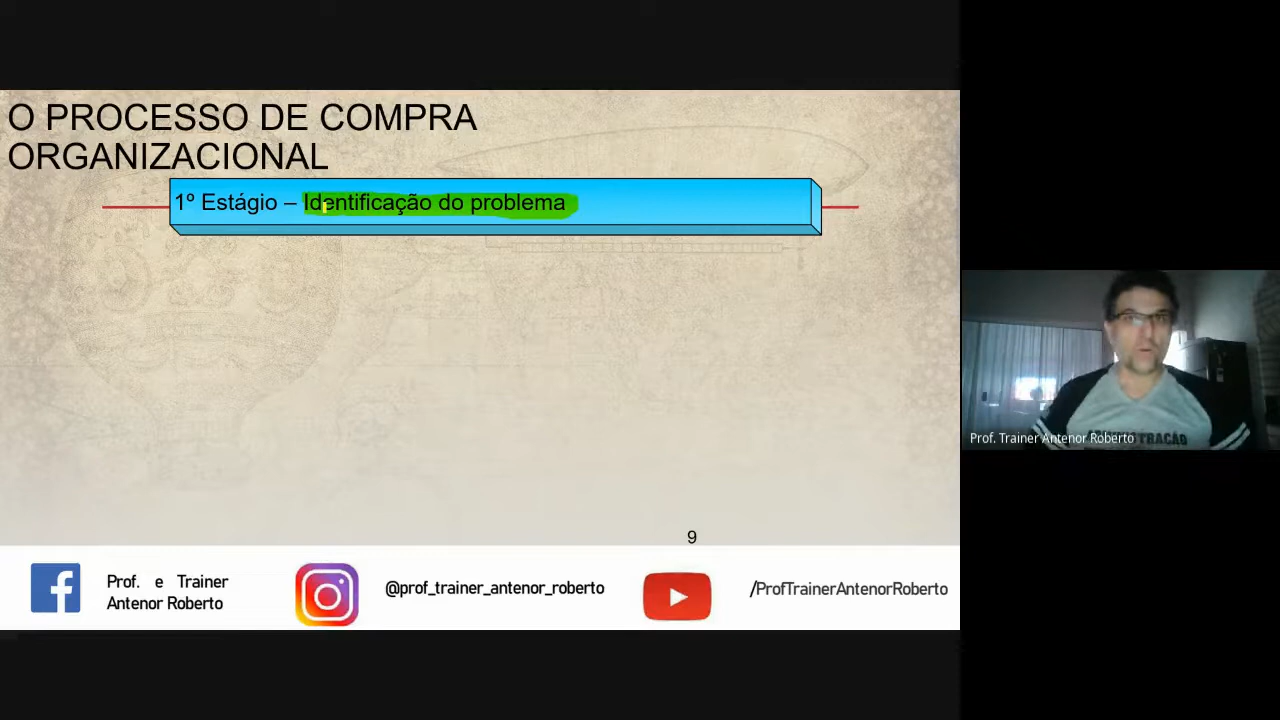 O PROCESSO DE COMPRA
ORGANIZACIONAL
1º Estágio – Identificação do problema
9
Prof. e Trainer
Antenor Roberto
@prof_trainer_antenor_roberto
/ProfTrainerAntenorRoberto
Prof. Trainer Antenor Roberto